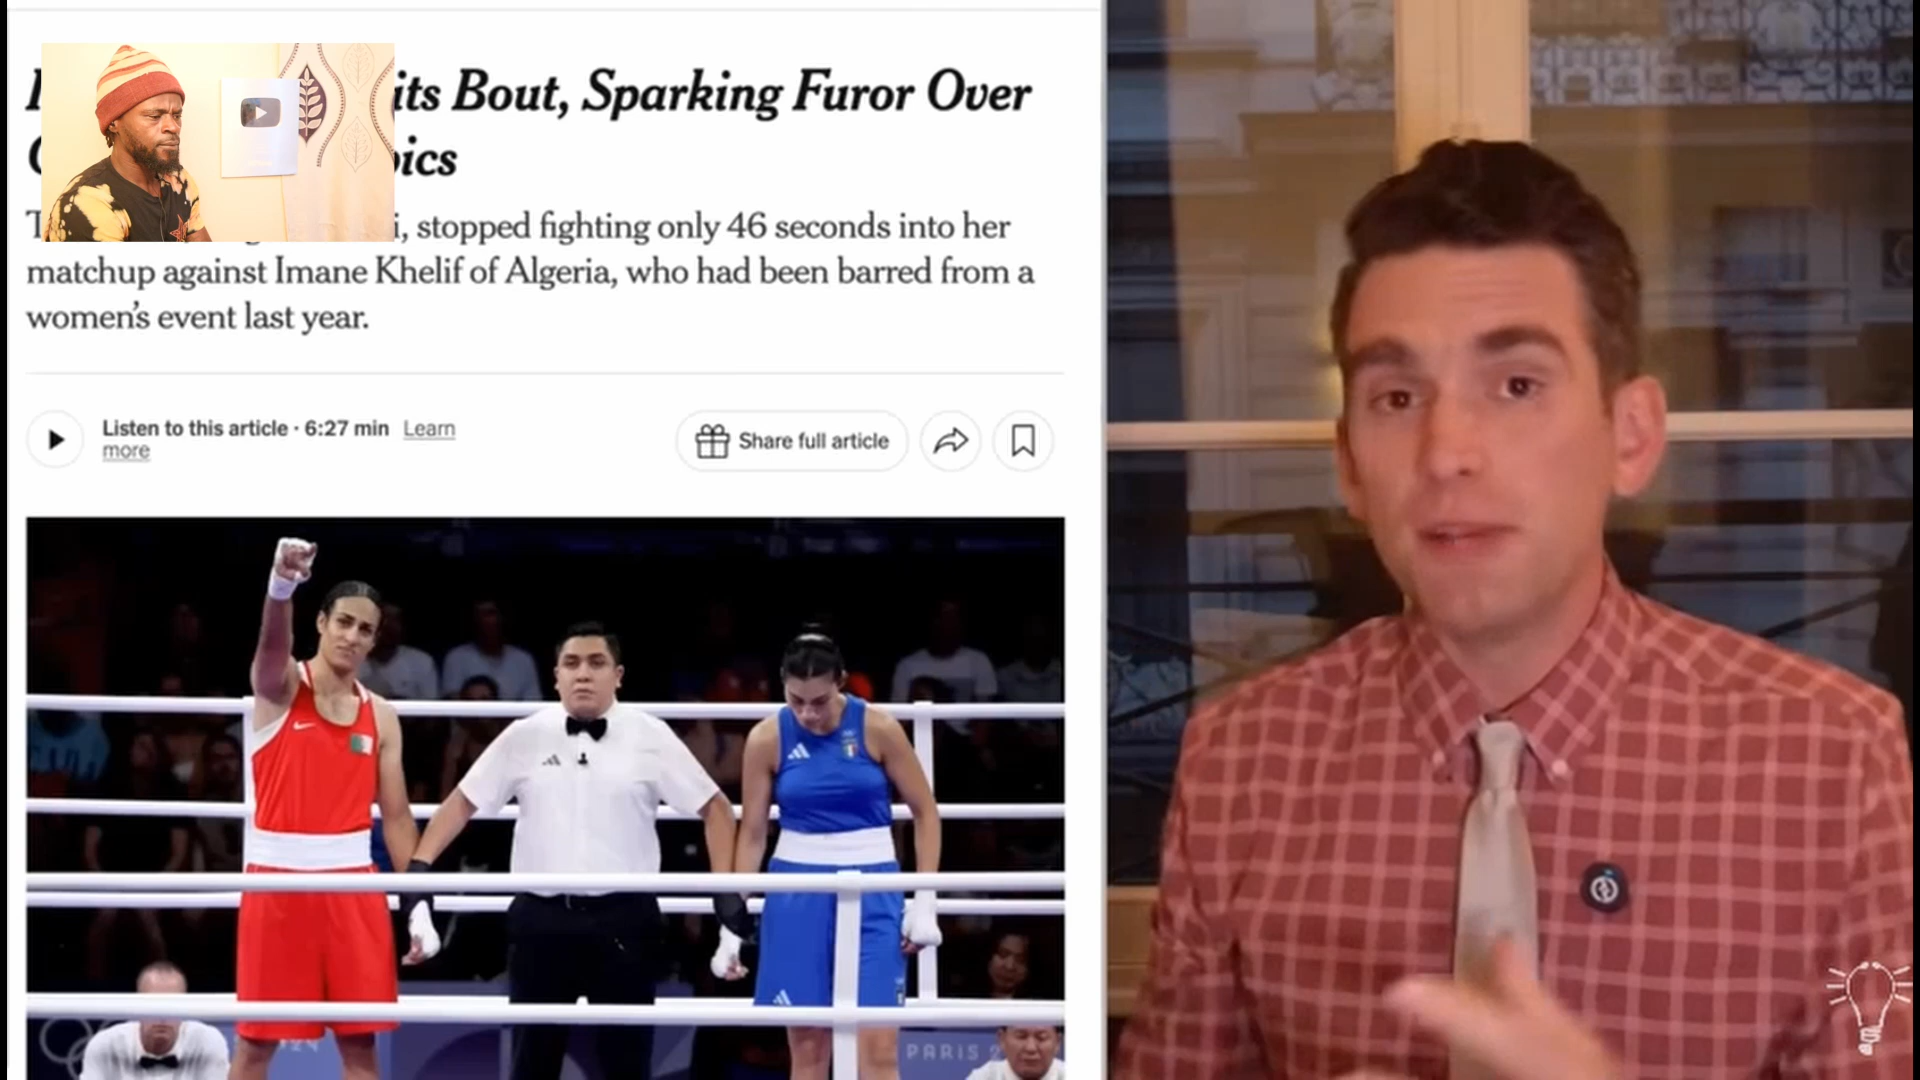 its Bout, Sparking Furor Over
pics
i, stopped fighting only 46 seconds into her
matchup against Imane Khelif of Algeria, who had been barred from a
women's event last year.
Listen to this article · 6:27 min Learn
more
Share full article
PARIS 2